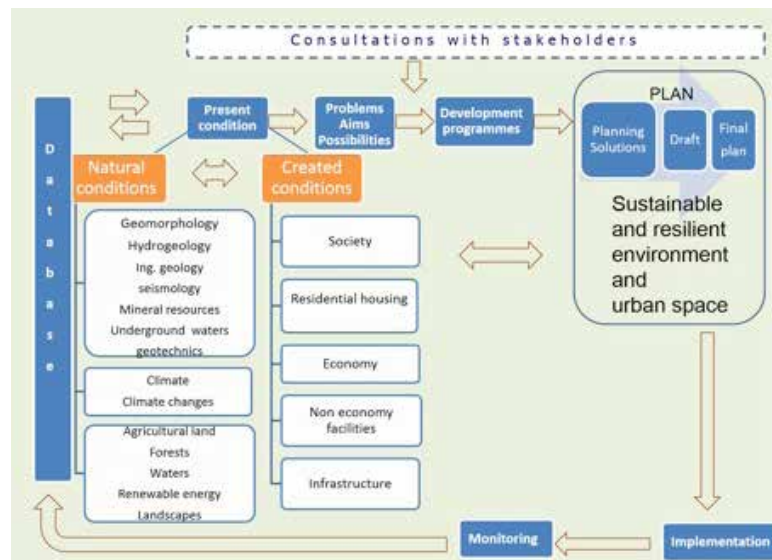 Consultations with stakeholders
Database
Present
condition
Problems
Aims
Possibilities
Development
programmes
PLAN
Planning
Solutions
Draft
Final
plan
Sustainable
and resilient
environment
and
urban space
Natural
conditions
Created
conditions
Geomorphology
Hydrogeology
Ing. geology
seismology
Mineral resources
Underground waters
geotechnics
Climate
Climate changes
Agricultural land
Forests
Waters
Renewable energy
Landscapes
Society
Residential housing
Economy
Non economy
facilities
Infrastructure
Monitoring
Implementation